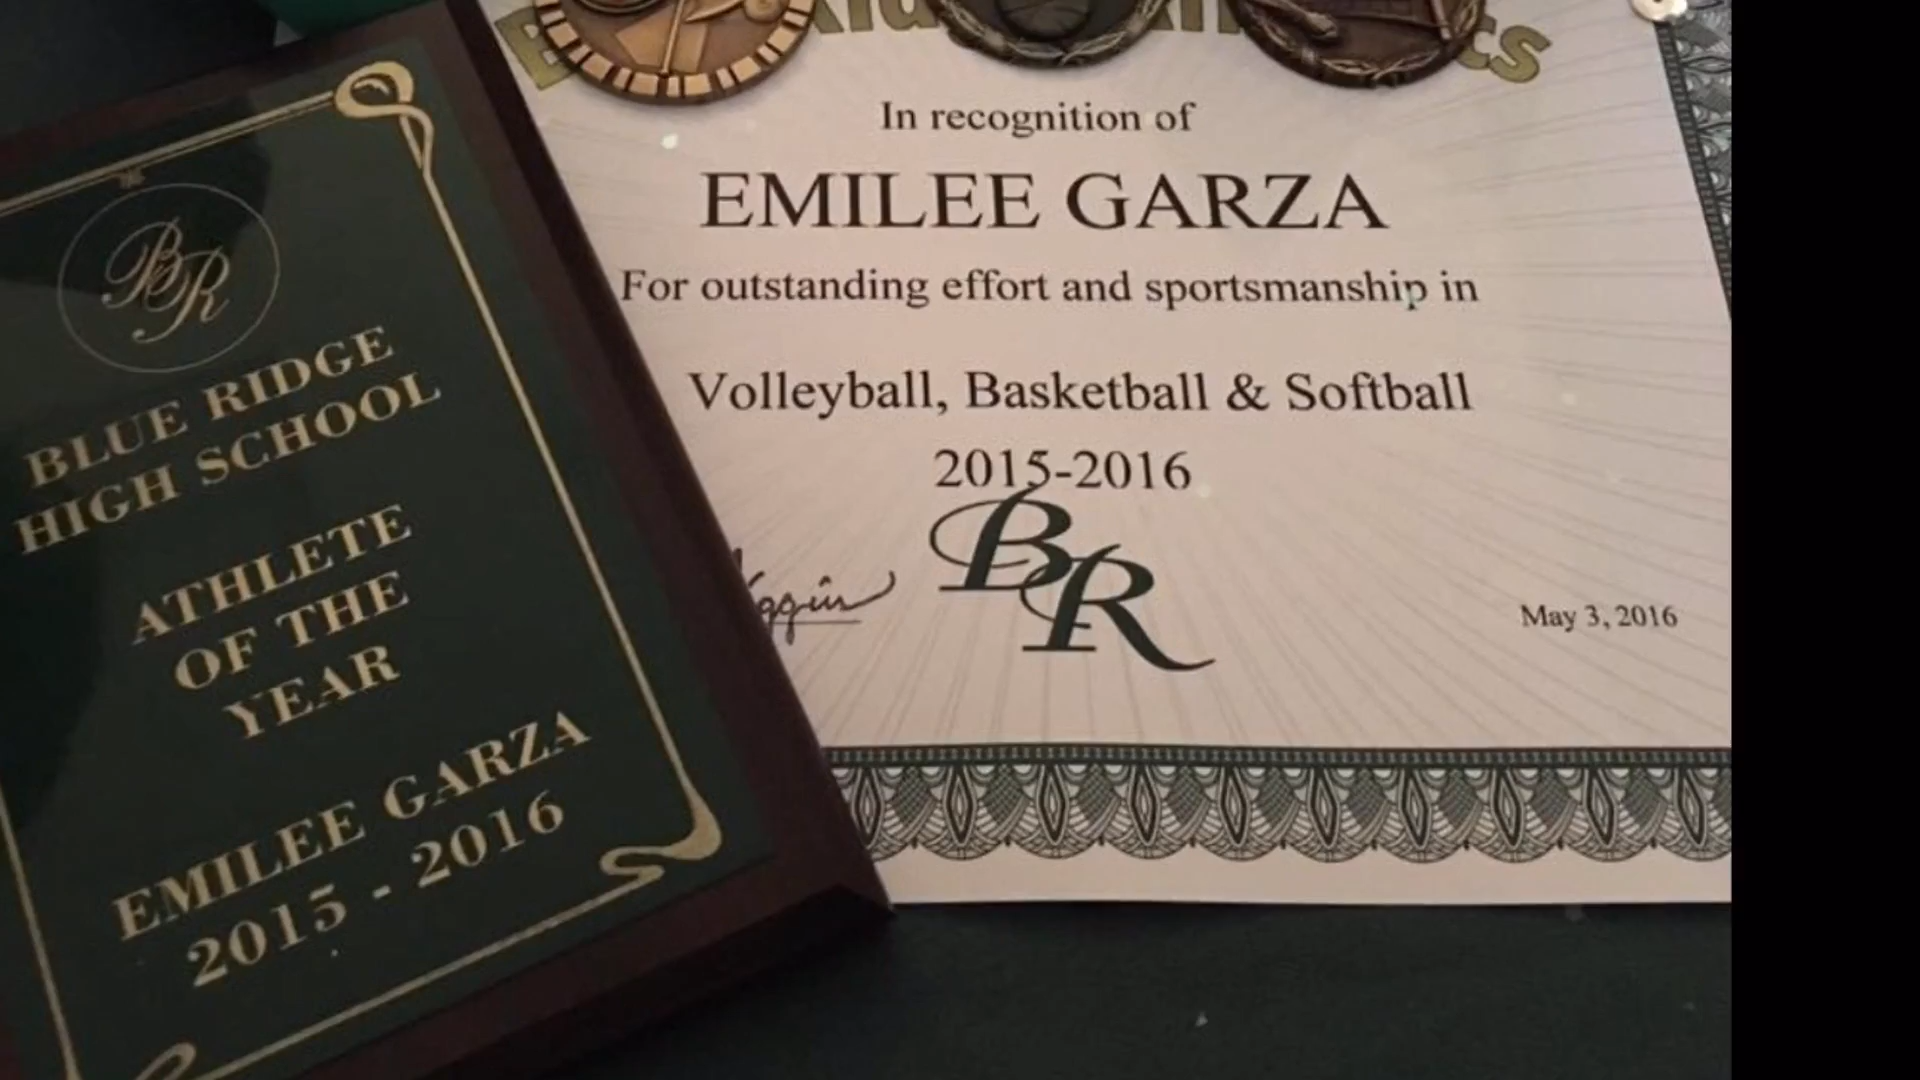 BR
BLUE RIDGE
HIGH SCHOOL
ATHLETE
OF THE
YEAR
EMILEE GARZA
2015 - 2016
In recognition of
EMILEE GARZA
For outstanding effort and sportsmanship in
Volleyball, Basketball & Softball
2015-2016
BR
May 3, 2016